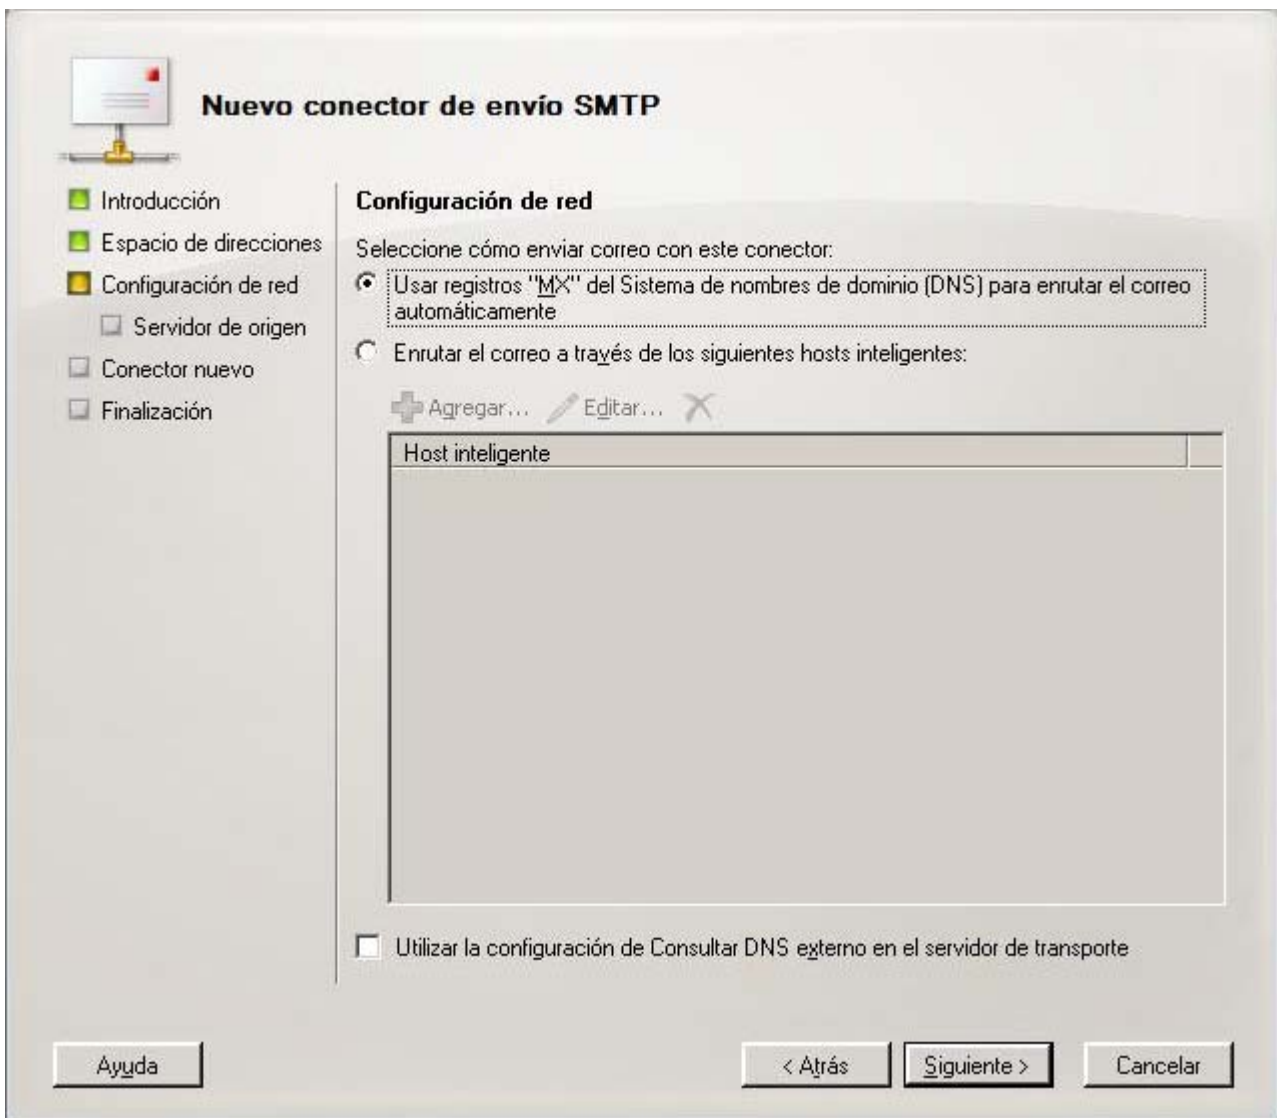 Nuevo conector de envío SMTP
Introducción
Espacio de direcciones
Configuración de red
Servidor de origen
Conector nuevo
Finalización
Configuración de red
Seleccione cómo enviar correo con este conector:
Usar registros "MX" del Sistema de nombres de dominio (DNS) para enrutar el correo
automáticamente
Enrutar el correo a través de los siguientes hosts inteligentes:
Agregar... Editar...
Host inteligente
Utilizar la configuración de Consultar DNS externo en el servidor de transporte
Ayuda
< Atrás
Siguiente >
Cancelar